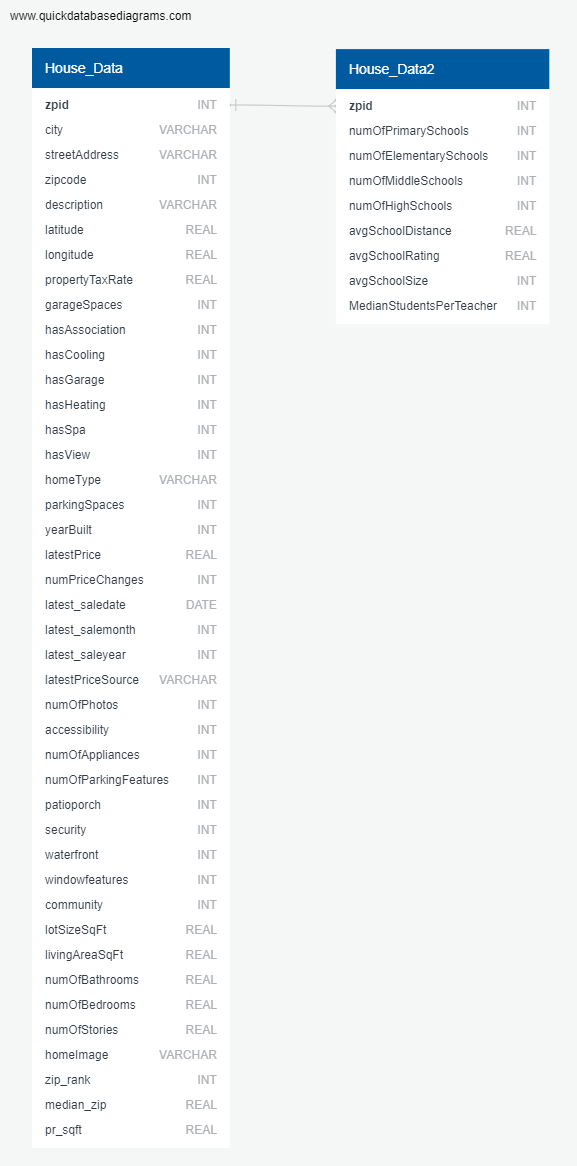 www.quickdatabasediagrams.com
House_Data
zpid INT
city VARCHAR
streetAddress VARCHAR
zipcode INT
description VARCHAR
latitude REAL
longitude REAL
propertyTaxRate REAL
garageSpaces INT
hasAssociation INT
hasCooling INT
hasGarage INT
hasHeating INT
hasSpa INT
hasView INT
homeType VARCHAR
parkingSpaces INT
yearBuilt INT
latestPrice REAL
numPriceChanges INT
latest_saledate DATE
latest_salemonth INT
latest_saleyear INT
latestPriceSource VARCHAR
numOfPhotos INT
accessibility INT
numOfAppliances INT
numOfParkingFeatures INT
patioporch INT
security INT
waterfront INT
windowfeatures INT
community INT
lotSizeSqFt REAL
livingAreaSqFt REAL
numOfBathrooms REAL
numOfBedrooms REAL
numOfStories REAL
homeImage VARCHAR
zip_rank INT
median_zip REAL
pr_sqft REAL
House_Data2
zpid INT
numOfPrimarySchools INT
numOfElementarySchools INT
numOfMiddleSchools INT
numOfHighSchools INT
avgSchoolDistance REAL
avgSchoolRating REAL
avgSchoolSize INT
MedianStudentsPerTeacher INT